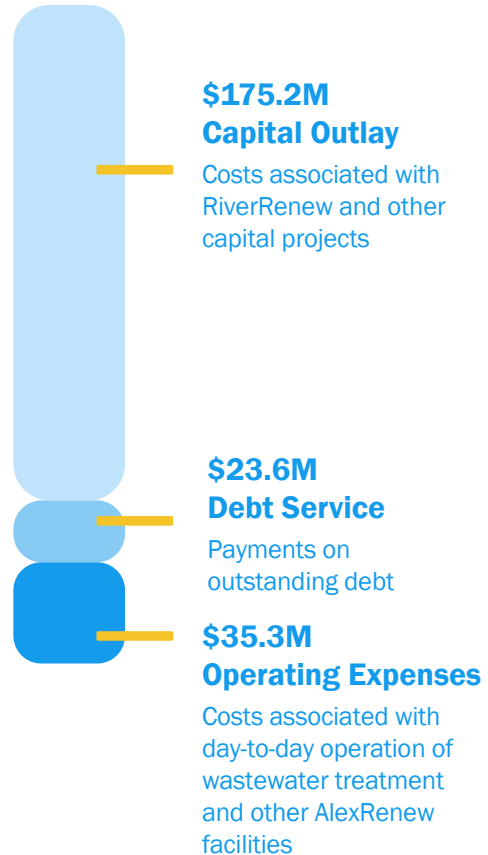 $175.2M
Capital Outlay
Costs associated with
RiverRenew and other
capital projects
$23.6M
Debt Service
Payments on
outstanding debt
$35.3M
Operating Expenses
Costs associated with
day-to-day operation of
wastewater treatment
and other AlexRenew
facilities